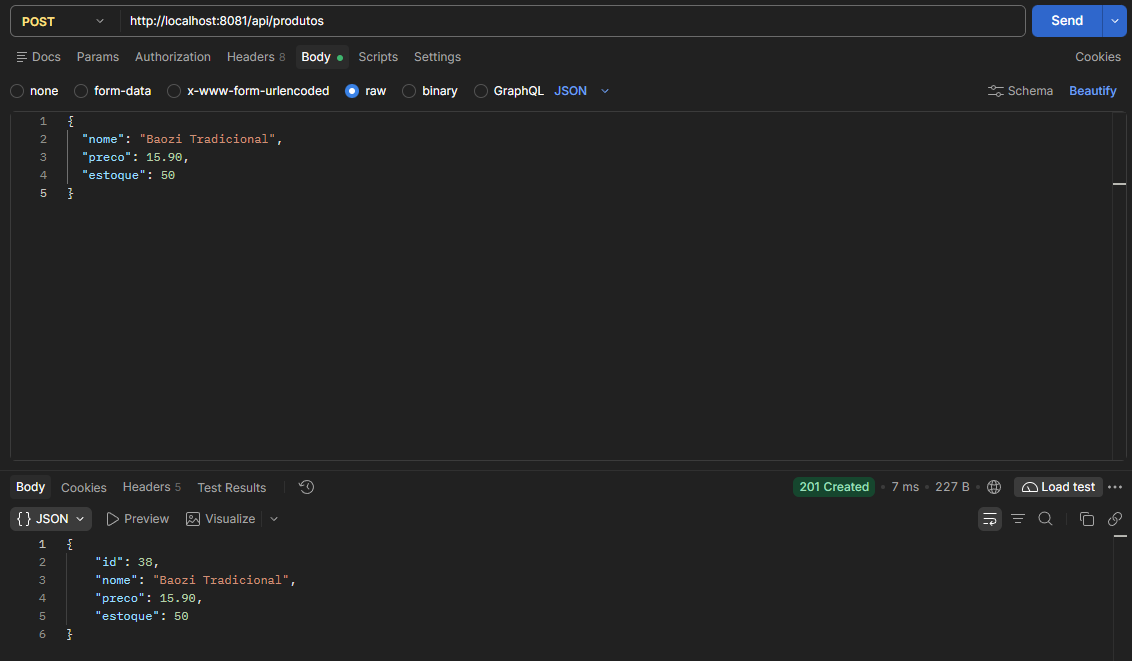 POST http://localhost:8081/api/produtos Send
Docs Params Authorization Headers 8 Body Scripts Settings Cookies
none form-data x-www-form-urlencoded raw binary GraphQL JSON Schema Beautify
1 {
2 "nome": "Baozi Tradicional",
3 "preco": 15.90,
4 "estoque": 50
5 }
Body Cookies Headers 5 Test Results 201 Created • 7 ms • 227 B • Load test
{} JSON Preview Visualize
1 {
2 "id": 38,
3 "nome": "Baozi Tradicional",
4 "preco": 15.90,
5 "estoque": 50
6 }